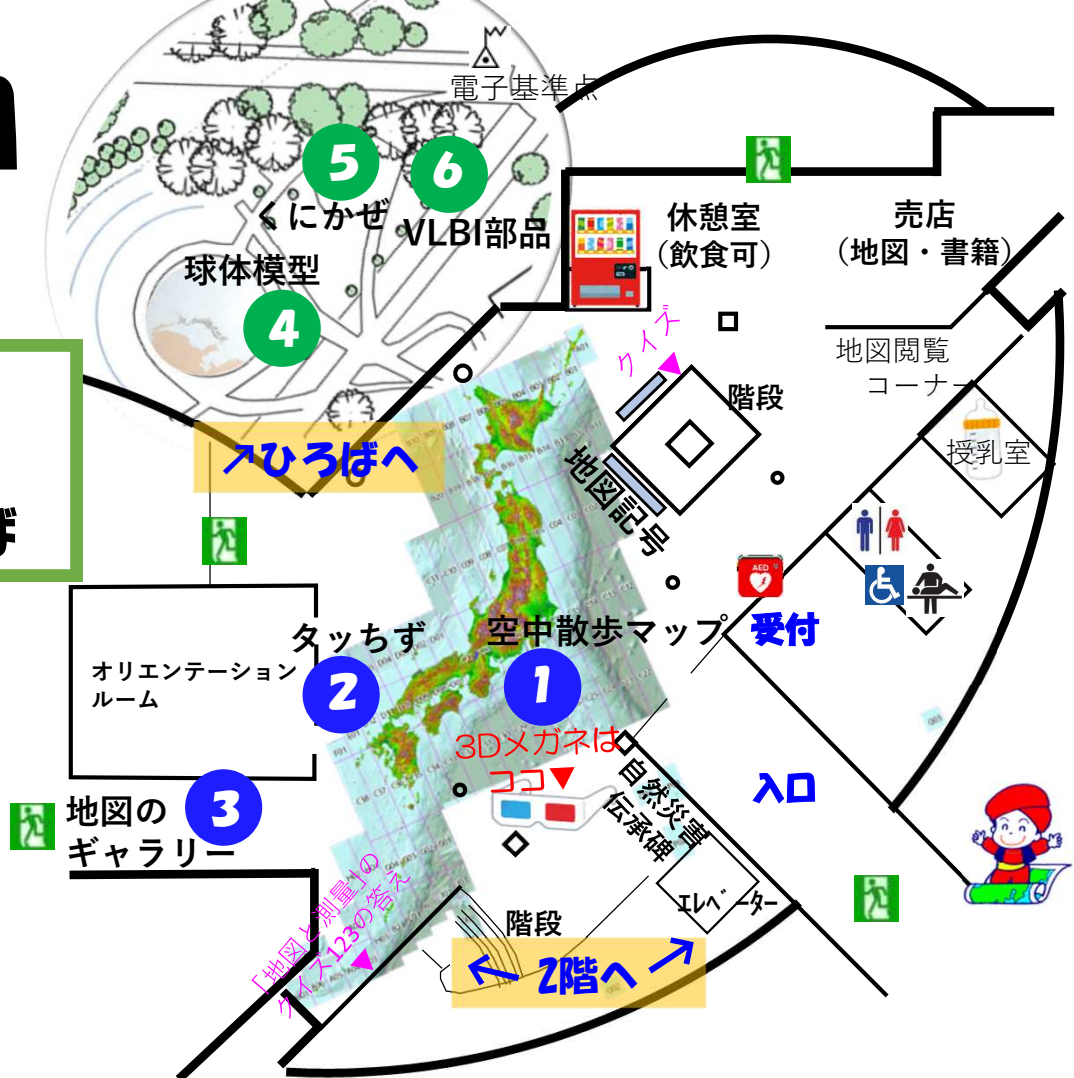 電子基準点
5
6
くにかぜ
VLBI部品
球体模型
4
休憩室
(飲食可)
売店
(地図・書籍)
クイズ
階段
地図閲覧
コーナー
授乳室
↗ひろばへ
地図記号
AED
受付
タッちず
2
空中散歩マップ
1
オリエンテーション
ルーム
3Dメガネは
ココ▼
入口
3
地図の
ギャラリー
自然災害
伝承碑
エレベーター
「地図と測量」の
クイズ123の答え
階段
2階へ